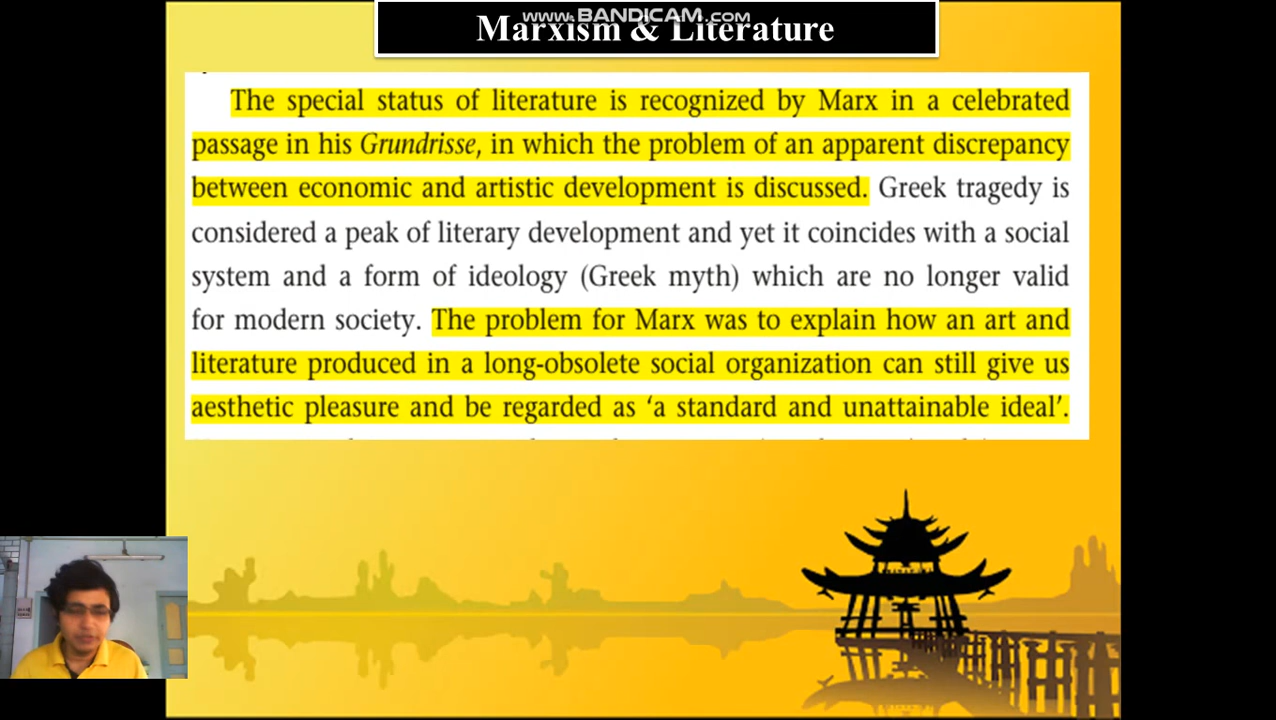 www.BANDICAM.com
Marxism & Literature
The special status of literature is recognized by Marx in a celebrated
passage in his Grundrisse, in which the problem of an apparent discrepancy
between economic and artistic development is discussed. Greek tragedy is
considered a peak of literary development and yet it coincides with a social
system and a form of ideology (Greek myth) which are no longer valid
for modern society. The problem for Marx was to explain how an art and
literature produced in a long-obsolete social organization can still give us
aesthetic pleasure and be regarded as ‘a standard and unattainable ideal’.